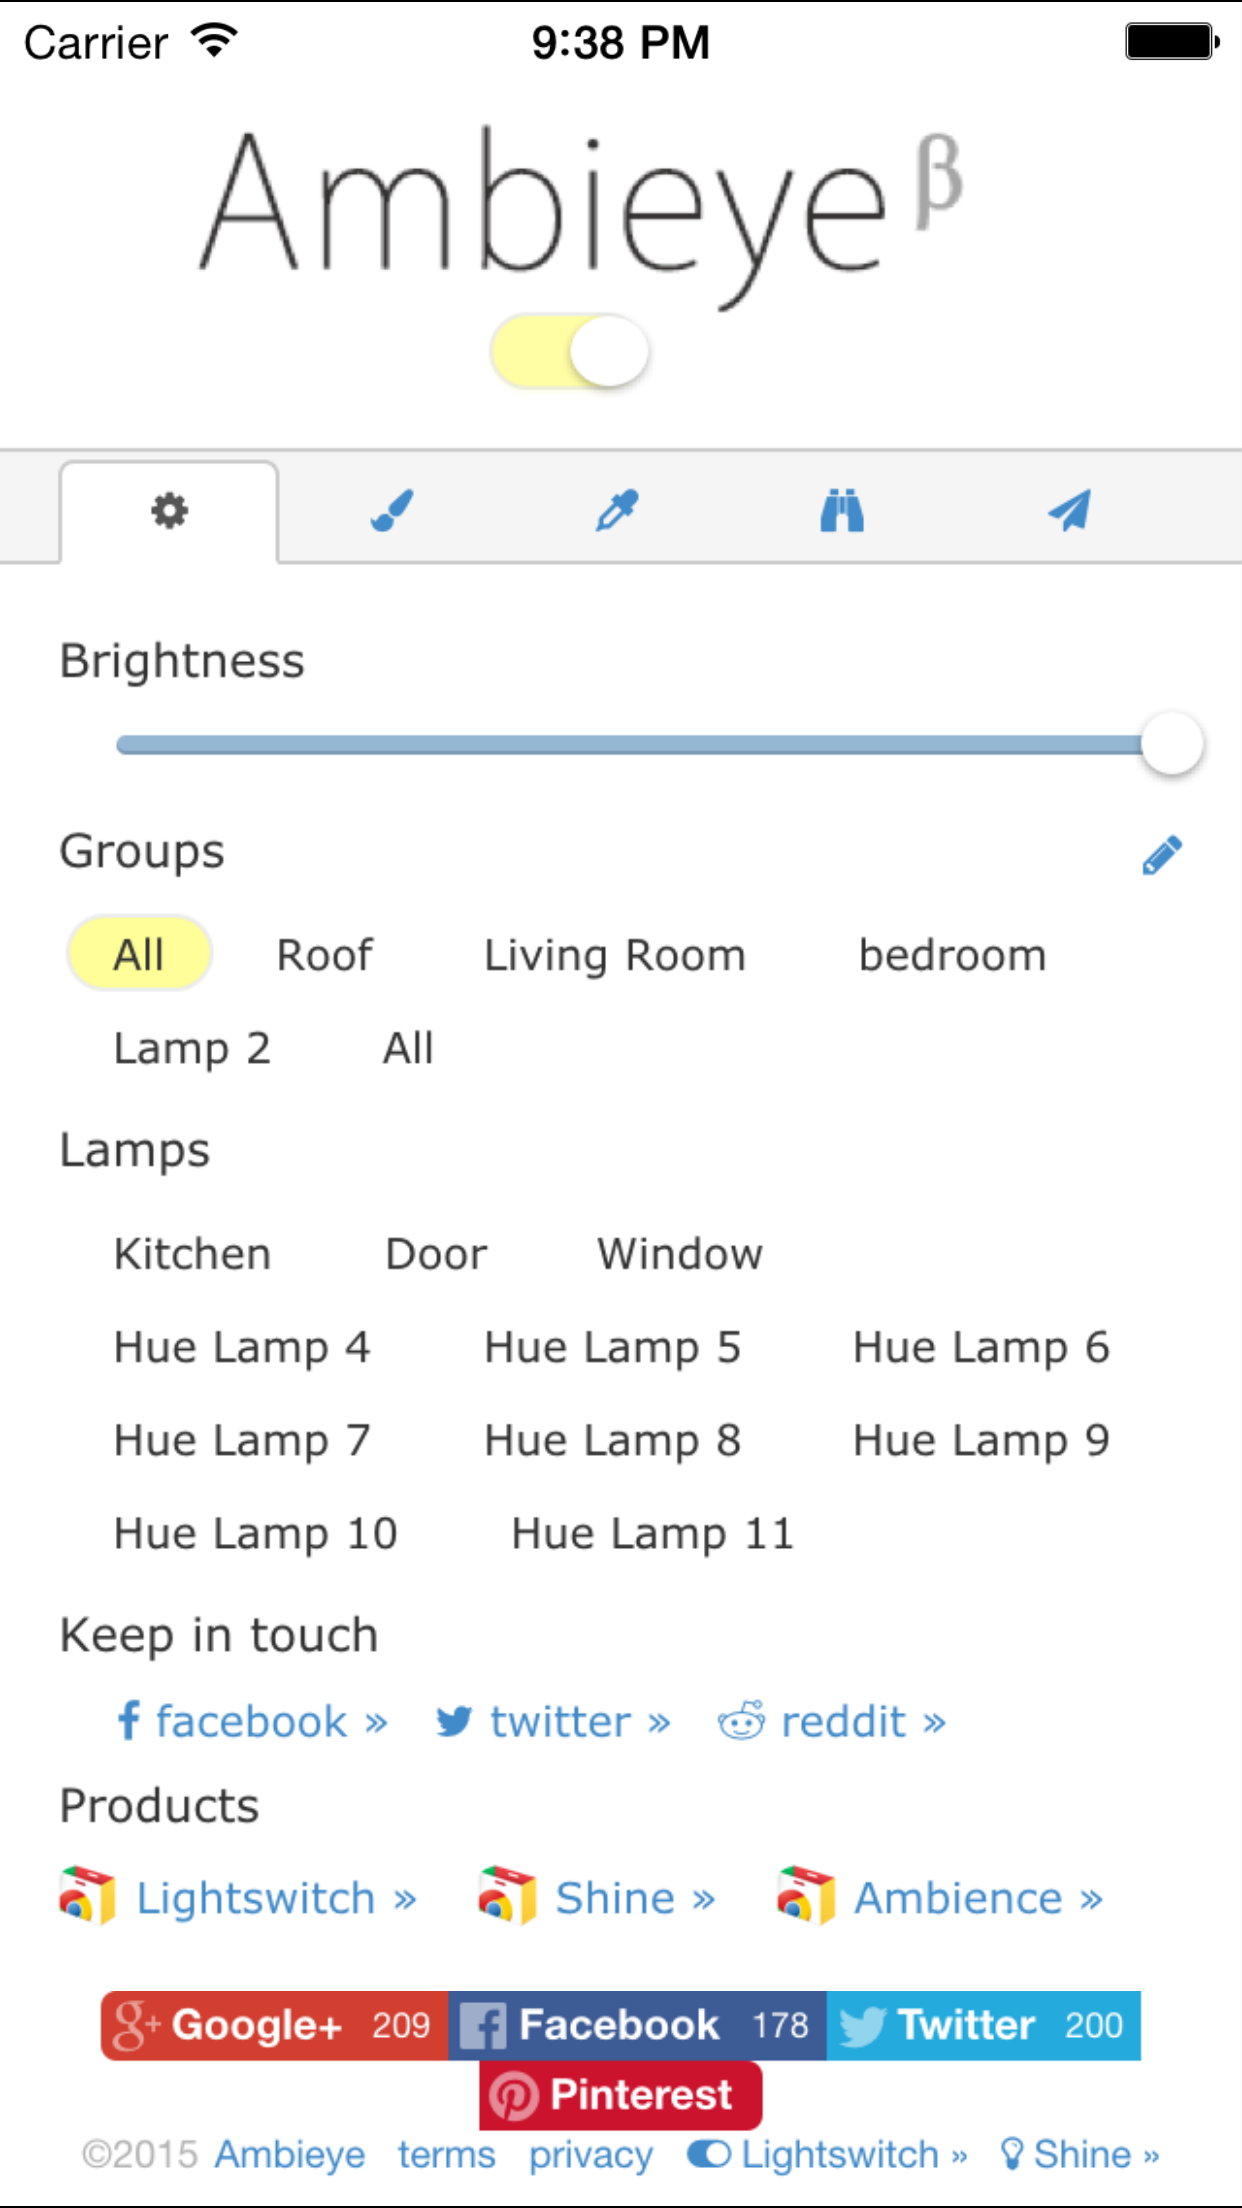 Carrier 9:38 PM
Ambieye β
Brightness
Groups
All Roof Living Room bedroom
Lamp 2 All
Lamps
Kitchen Door Window
Hue Lamp 4 Hue Lamp 5 Hue Lamp 6
Hue Lamp 7 Hue Lamp 8 Hue Lamp 9
Hue Lamp 10 Hue Lamp 11
Keep in touch
facebook » twitter » reddit »
Products
Lightswitch » Shine » Ambience »
g+ Google+ 209 f Facebook 178 Twitter 200
Pinterest
©2015 Ambieye terms privacy Lightswitch » Shine »